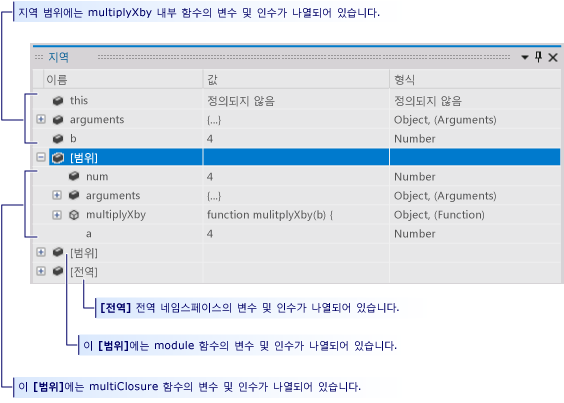 지역 범위에는 multiplyXby 내부 함수의 변수 및 인수가 나열되어 있습니다.
지역
이름 값 형식
this 정의되지 않음 정의되지 않음
arguments {...} Object, (Arguments)
b 4 Number
[범위]
num 4 Number
arguments {...} Object, (Arguments)
multiplyXby function mulitplyXby(b) { Object, (Function)
a 4 Number
[범위]
[전역]
[전역] 전역 네임스페이스의 변수 및 인수가 나열되어 있습니다.
이 [범위]에는 module 함수의 변수 및 인수가 나열되어 있습니다.
이 [범위]에는 multiClosure 함수의 변수 및 인수가 나열되어 있습니다.